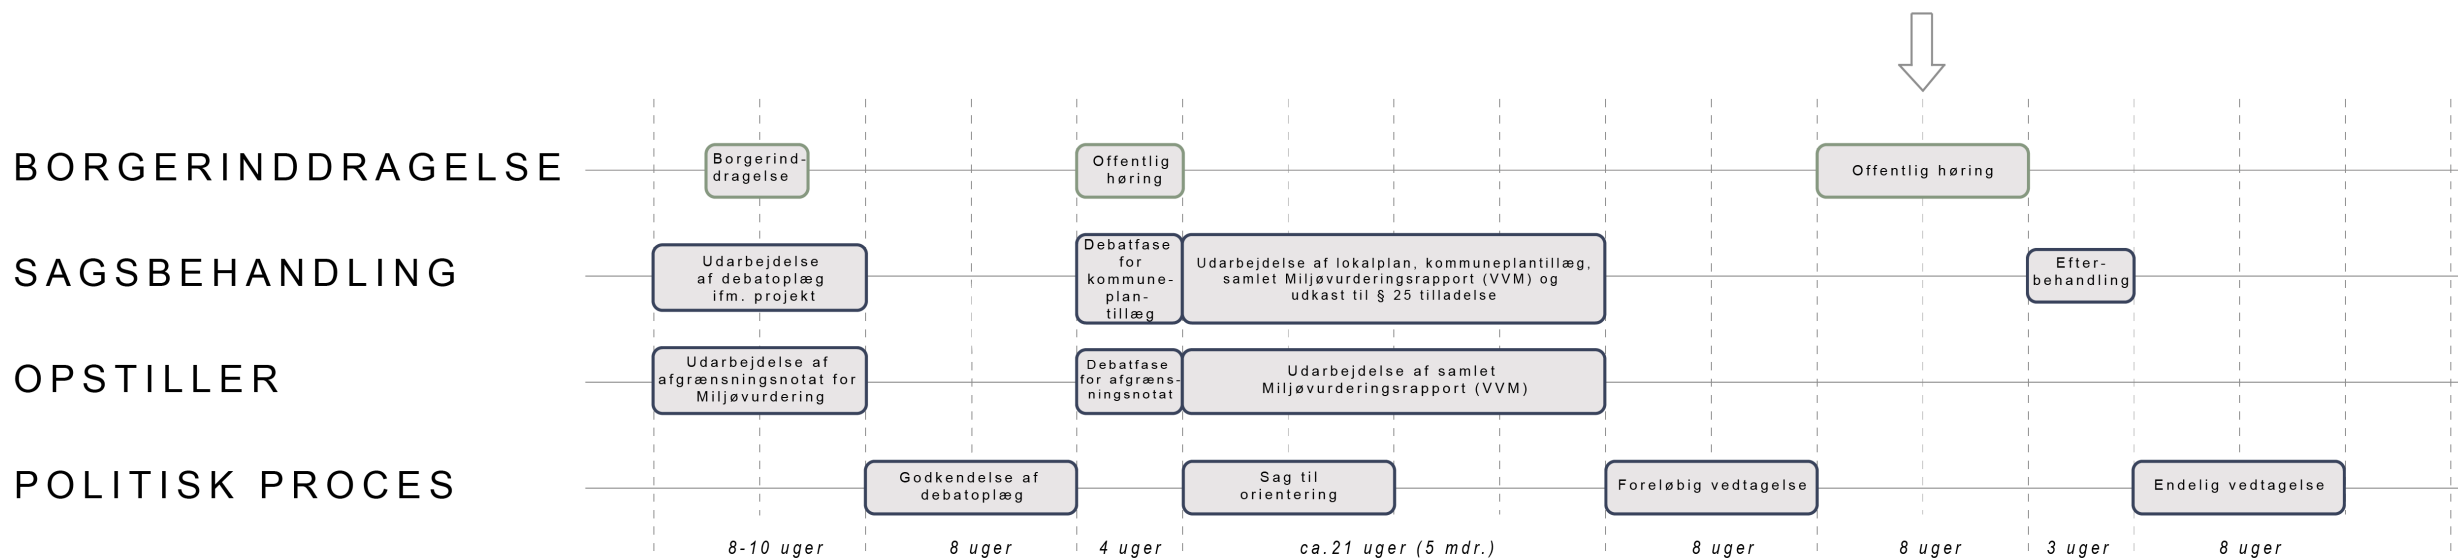 BORGERINDDRAGELSE
Borgerind-
dragelse
Offentlig
høring
Offentlig høring
SAGSBEHANDLING
Udarbejdelse
af debatoplæg
ifm. projekt
Debatfase
for
kommune-
plan-
tillæg
Udarbejdelse af lokalplan, kommuneplantillæg,
samlet Miljøvurderingsrapport (VVM) og
udkast til § 25 tilladelse
Efter-
behandling
OPSTILLER
Udarbejdelse af
afgrænsningsnotat for
Miljøvurdering
Debatfase
for afgræns-
ningsnotat
Udarbejdelse af samlet
Miljøvurderingsrapport (VVM)
POLITISK PROCES
Godkendelse af
debatoplæg
Sag til
orientering
Foreløbig vedtagelse
Endelig vedtagelse
8-10 uger
8 uger
4 uger
ca.21 uger (5 mdr.)
8 uger
8 uger
3 uger
8 uger